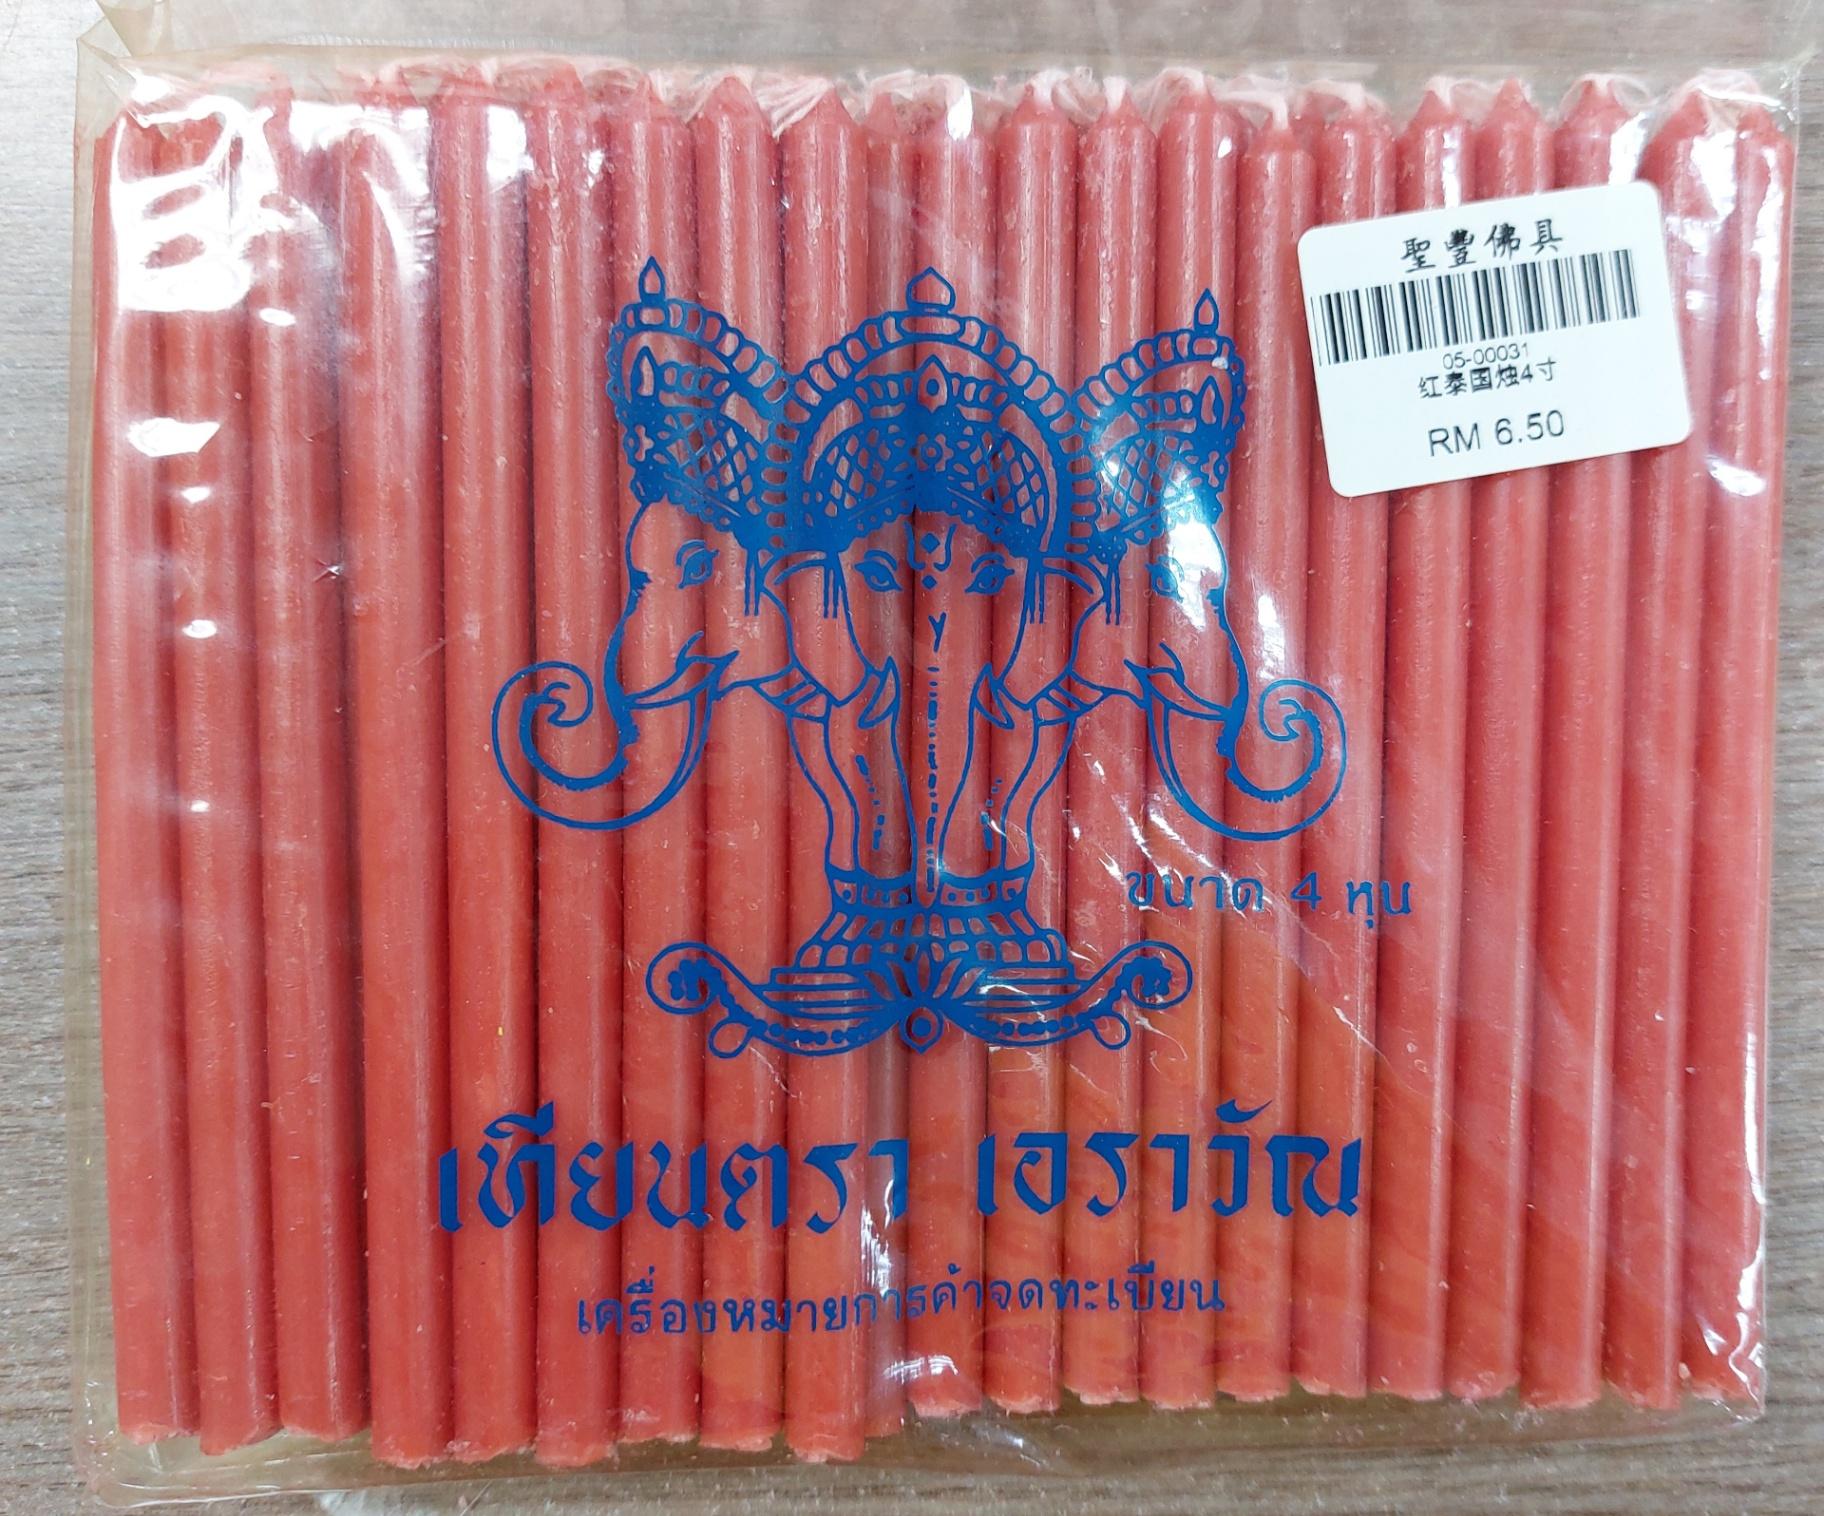 聖豐佛具
05-00031
红泰国烛4寸
RM 6.50
ขนาด 4 หุน
เทียนตรา เอราวัณ
เครื่องหมายการค้าจดทะเบียน